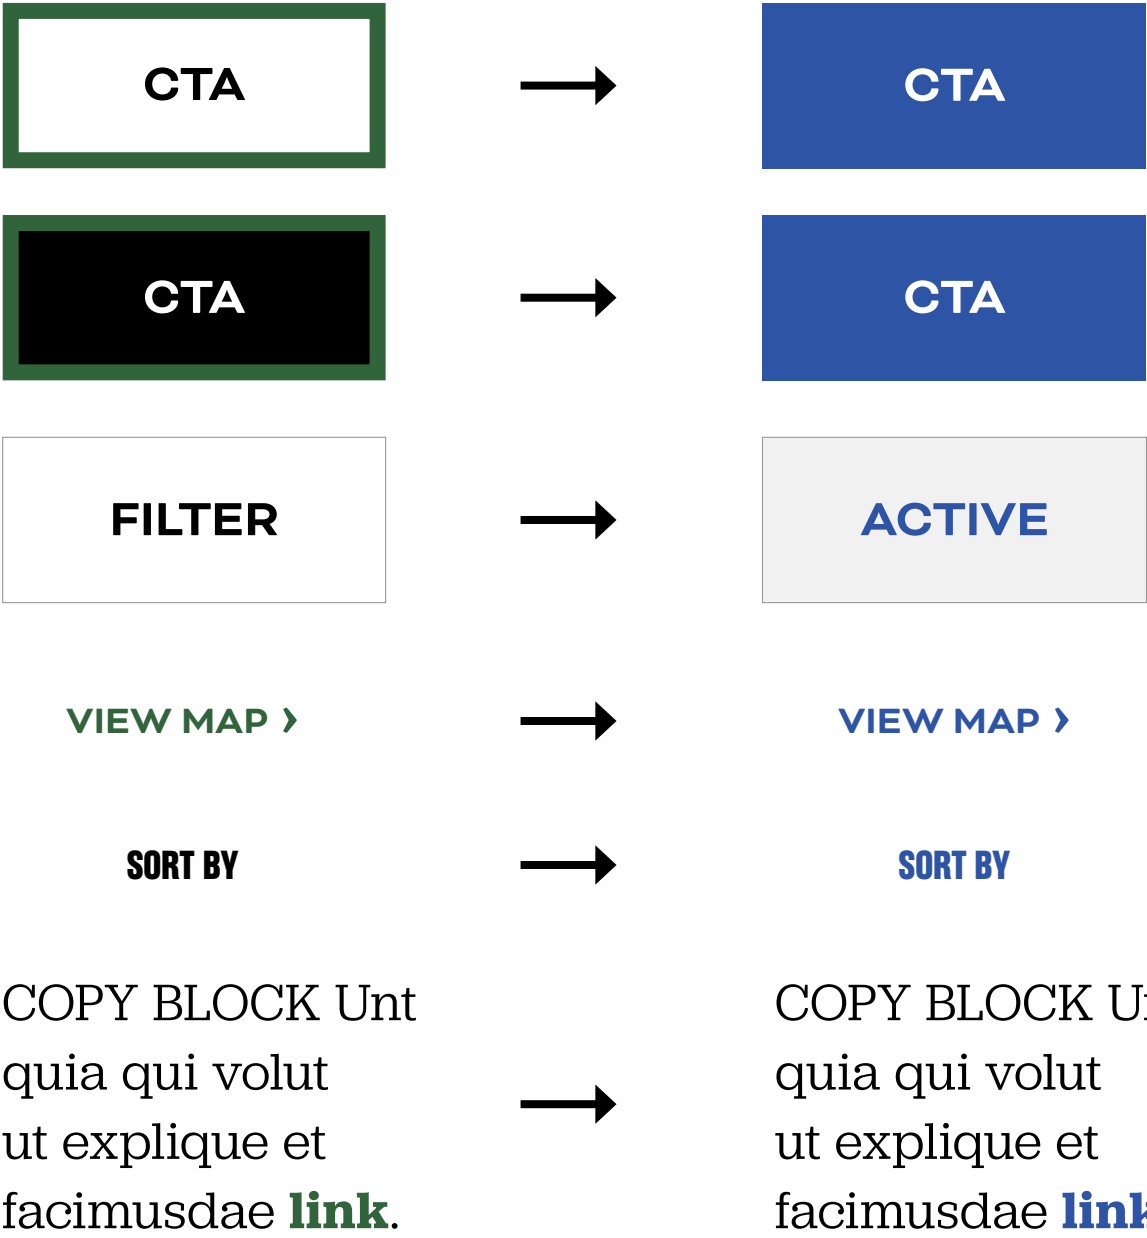 CTA
CTA
CTA
CTA
FILTER
ACTIVE
VIEW MAP ›
VIEW MAP ›
SORT BY
SORT BY
COPY BLOCK Unt
quia qui volut
ut explique et
facimusdae link.
COPY BLOCK
quia qui volut
ut explique et
facimusdae link